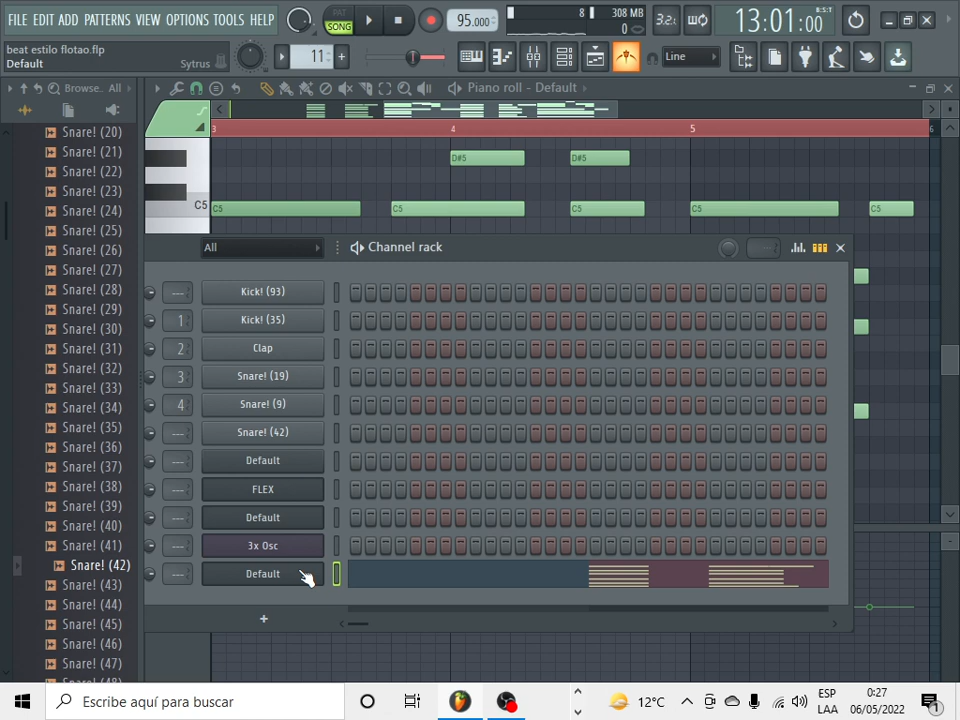 FILE EDIT ADD PATTERNS VIEW OPTIONS TOOLS HELP
PAT
SONG
95.000
8
308 MB
0
3.2.1
13:01:00
B:S:T
beat estilo flotao.flp
Default
Sytrus
11
Line
Browse.. All
Piano roll - Default
3
4
5
6
Snare! (20)
Snare! (21)
Snare! (22)
Snare! (23)
Snare! (24)
Snare! (25)
Snare! (26)
Snare! (27)
Snare! (28)
Snare! (29)
Snare! (30)
Snare! (31)
Snare! (32)
Snare! (33)
Snare! (34)
Snare! (35)
Snare! (36)
Snare! (37)
Snare! (38)
Snare! (39)
Snare! (40)
Snare! (41)
Snare! (42)
Snare! (43)
Snare! (44)
Snare! (45)
Snare! (46)
Snare! (47)
D#5
D#5
C5
C5
C5
C5
C5
C5
All
Channel rack
--- Kick! (93)
1 Kick! (35)
2 Clap
3 Snare! (19)
4 Snare! (9)
--- Snare! (42)
--- Default
--- FLEX
--- Default
--- 3x Osc
--- Default
+
Escribe aquí para buscar
12°C
ESP
LAA
0:27
06/05/2022
1